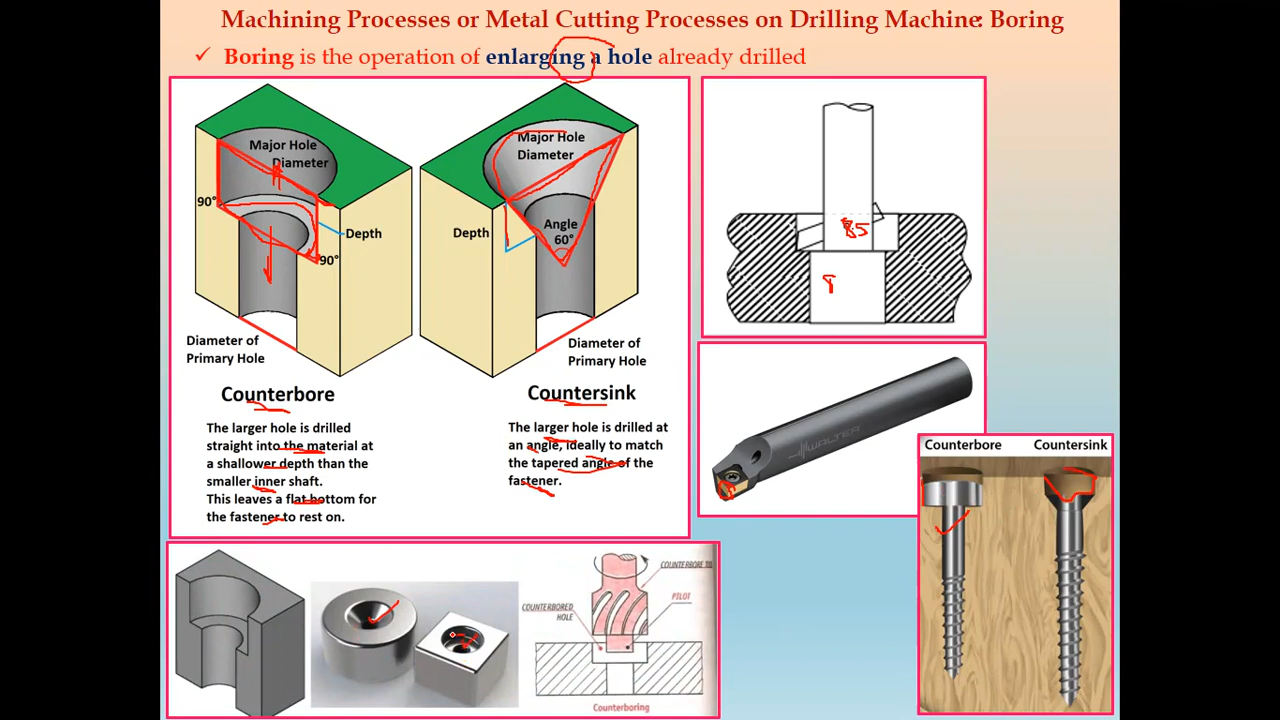 Machining Processes or Metal Cutting Processes on Drilling Machine: Boring
✓ Boring is the operation of enlarging a hole already drilled
Major Hole
Diameter
90°
Depth
90°
Diameter of
Primary Hole
Counterbore
The larger hole is drilled
straight into the material at
a shallower depth than the
smaller inner shaft.
This leaves a flat bottom for
the fastener to rest on.
Major Hole
Diameter
Angle
60°
Depth
Diameter of
Primary Hole
Countersink
The larger hole is drilled at
an angle, ideally to match
the tapered angle of the
fastener.
WALTER
Counterbore Countersink
COUNTERBORE
PILOT
COUNTERBORED
HOLE
Counterboring